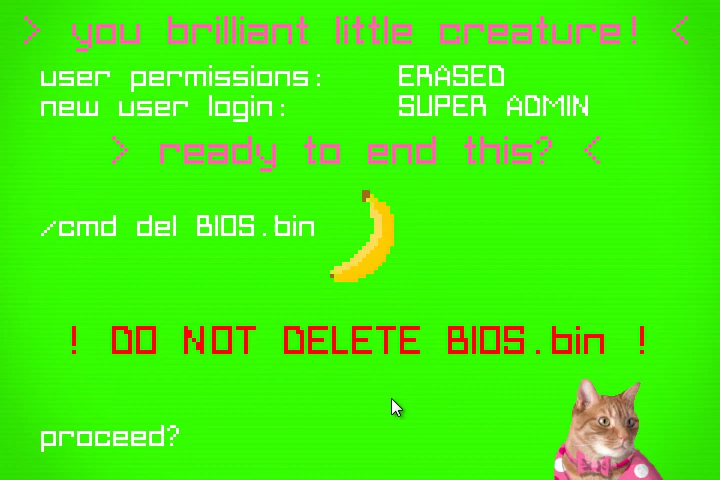 > you brilliant little creature! <
user permissions: ERASED
new user login: SUPER ADMIN
> ready to end this? <
/cmd del BIOS.bin
! DO NOT DELETE BIOS.bin !
proceed?